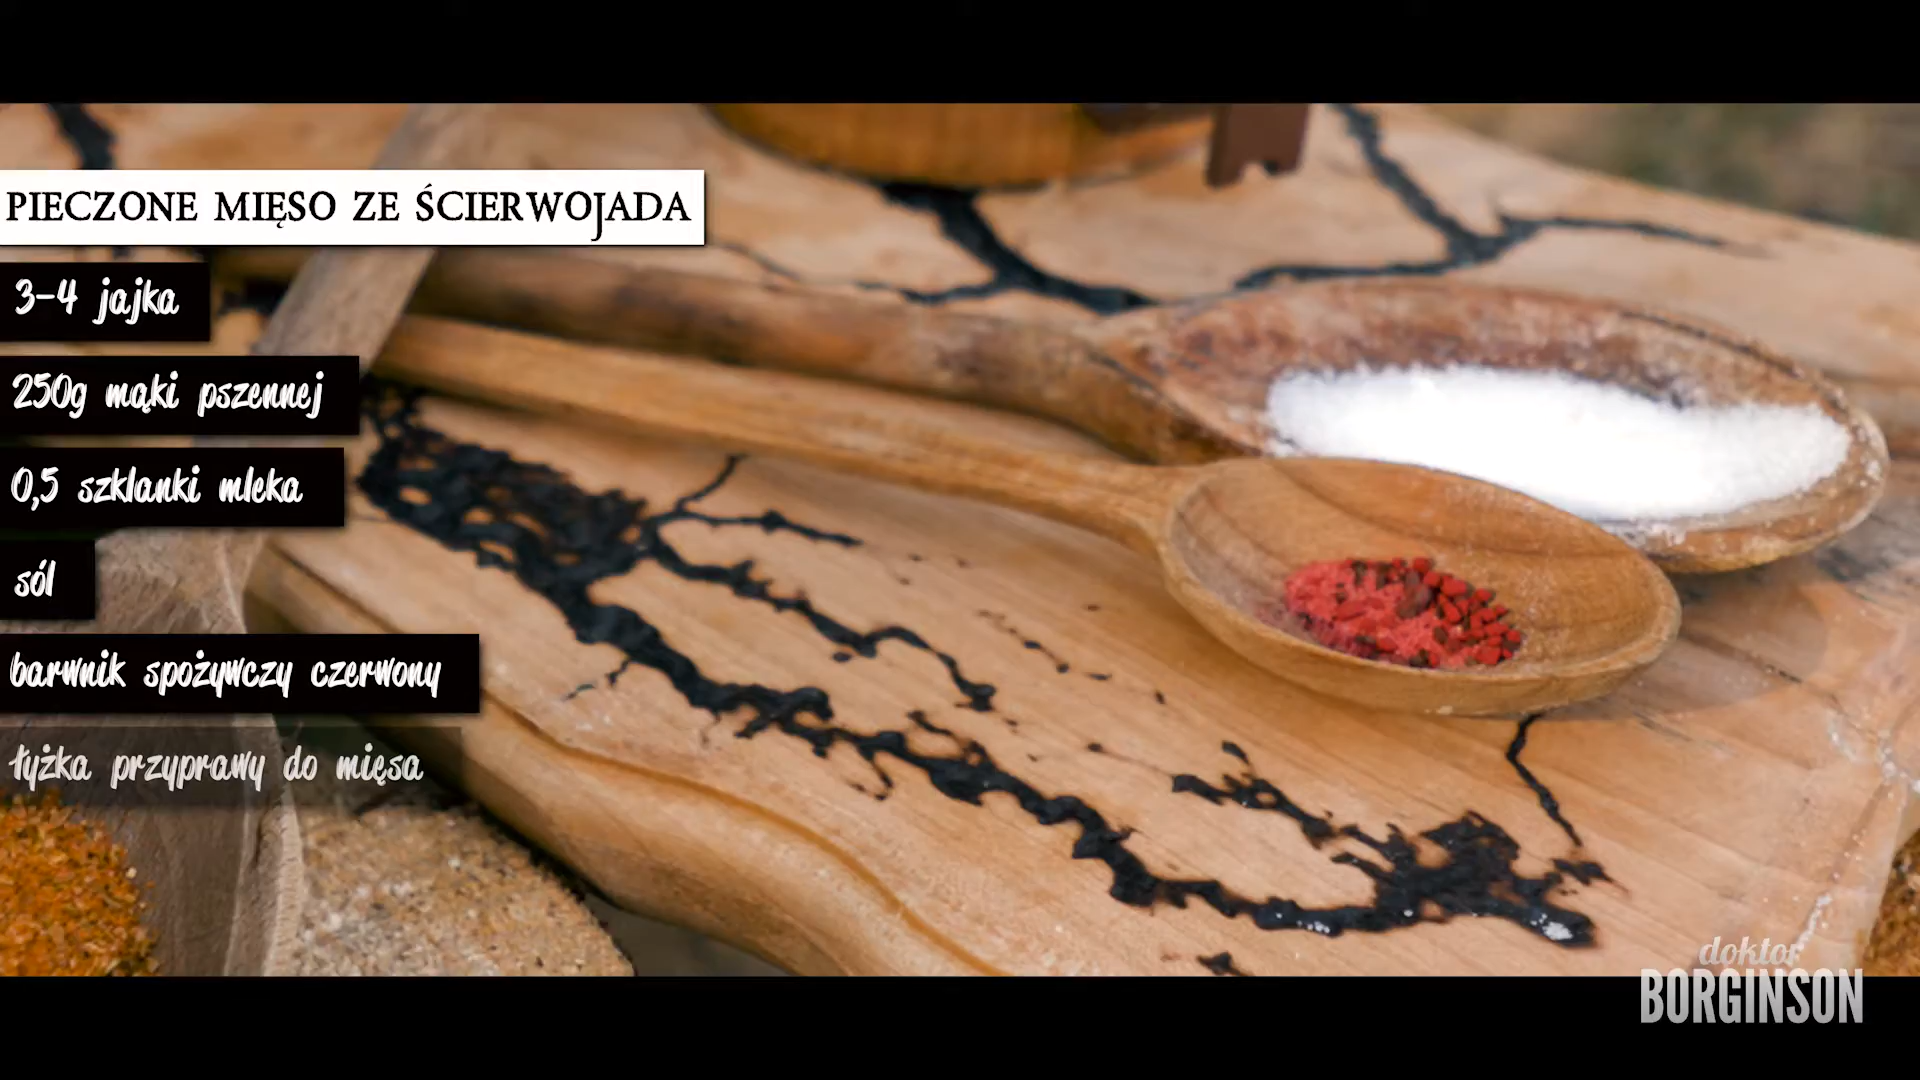 PIECZONE MIĘSO ZE ŚCIERWOJADA
3-4 jajka
250g mąki pszennej
0,5 szklanki mleka
sól
barwnik spożywczy czerwony
łyżka przyprawy do mięsa
doktor
BORGINSON